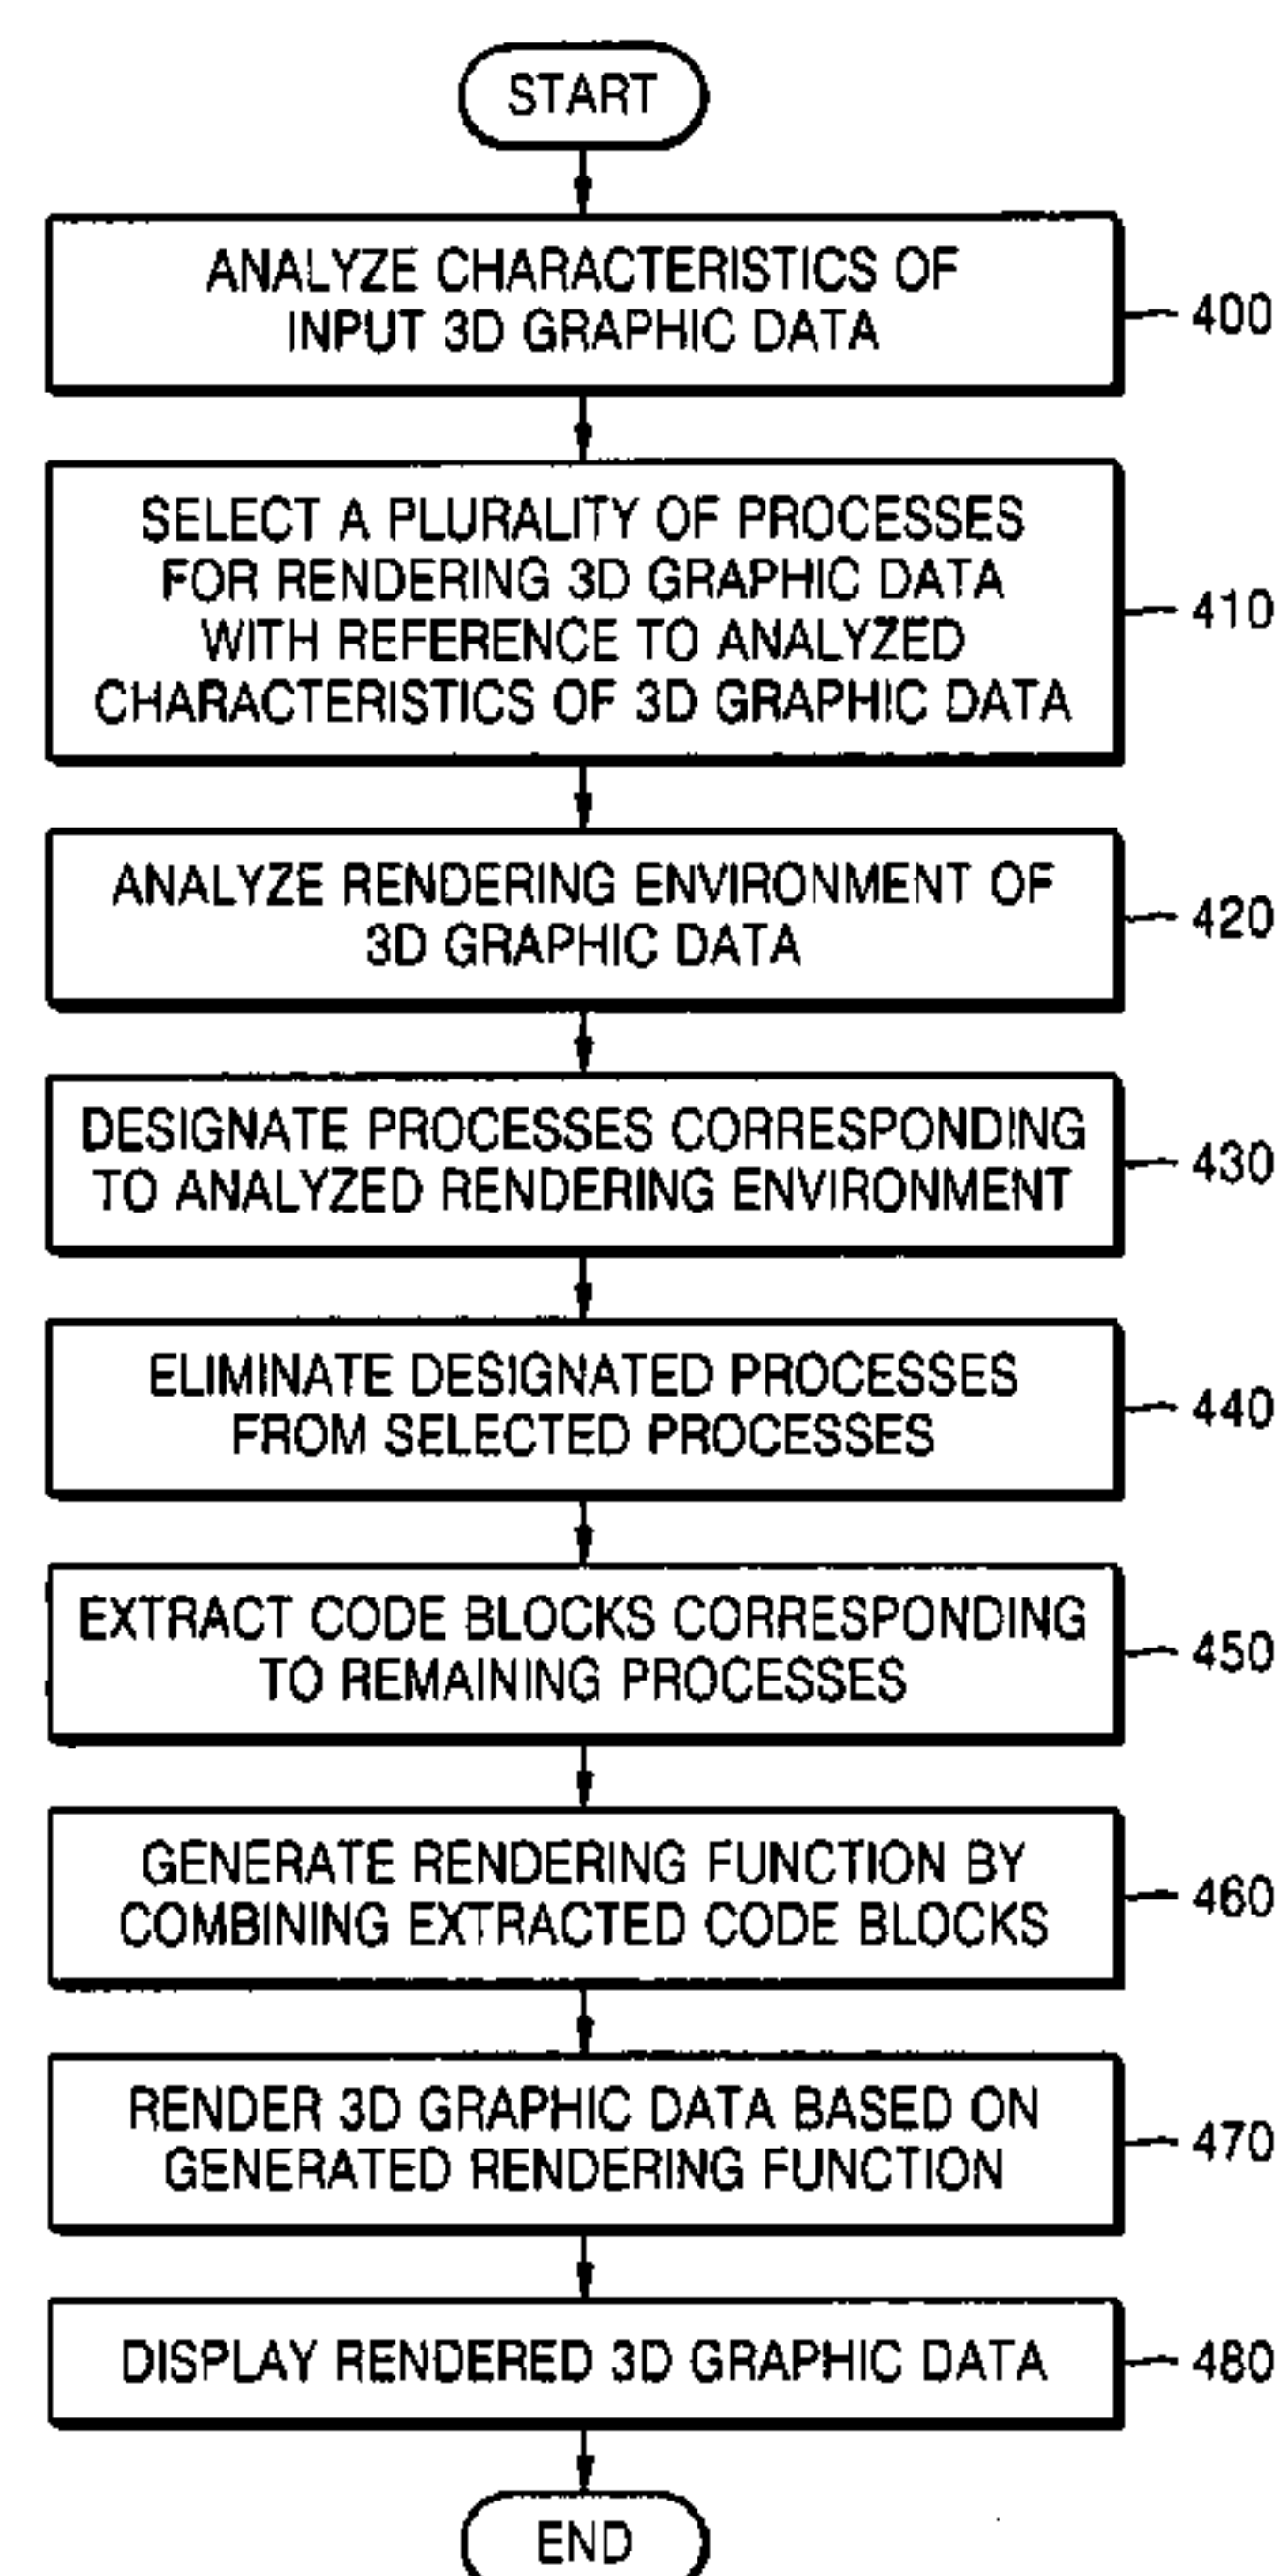 START
ANALYZE CHARACTERISTICS OF
INPUT 3D GRAPHIC DATA
400
SELECT A PLURALITY OF PROCESSES
FOR RENDERING 3D GRAPHIC DATA
WITH REFERENCE TO ANALYZED
CHARACTERISTICS OF 3D GRAPHIC DATA
410
ANALYZE RENDERING ENVIRONMENT OF
3D GRAPHIC DATA
420
DESIGNATE PROCESSES CORRESPONDING
TO ANALYZED RENDERING ENVIRONMENT
430
ELIMINATE DESIGNATED PROCESSES
FROM SELECTED PROCESSES
440
EXTRACT CODE BLOCKS CORRESPONDING
TO REMAINING PROCESSES
450
GENERATE RENDERING FUNCTION BY
COMBINING EXTRACTED CODE BLOCKS
460
RENDER 3D GRAPHIC DATA BASED ON
GENERATED RENDERING FUNCTION
470
DISPLAY RENDERED 3D GRAPHIC DATA
480
END